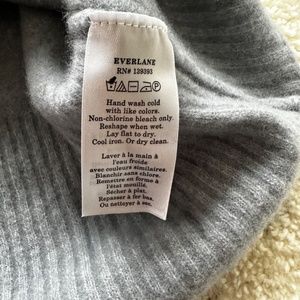 EVERLANE
RN# 139393
Hand wash cold
with like colors.
Non-chlorine bleach only.
Reshape when wet.
Lay flat to dry.
Cool iron. Or dry clean.
Laver à la main à
l'eau froide
avec couleurs similaires.
Blanchir sans chlore.
Remettre en forme à
l'état mouillé.
Sécher à plat.
Repasser à fer bas.
Ou nettoyer à sec.